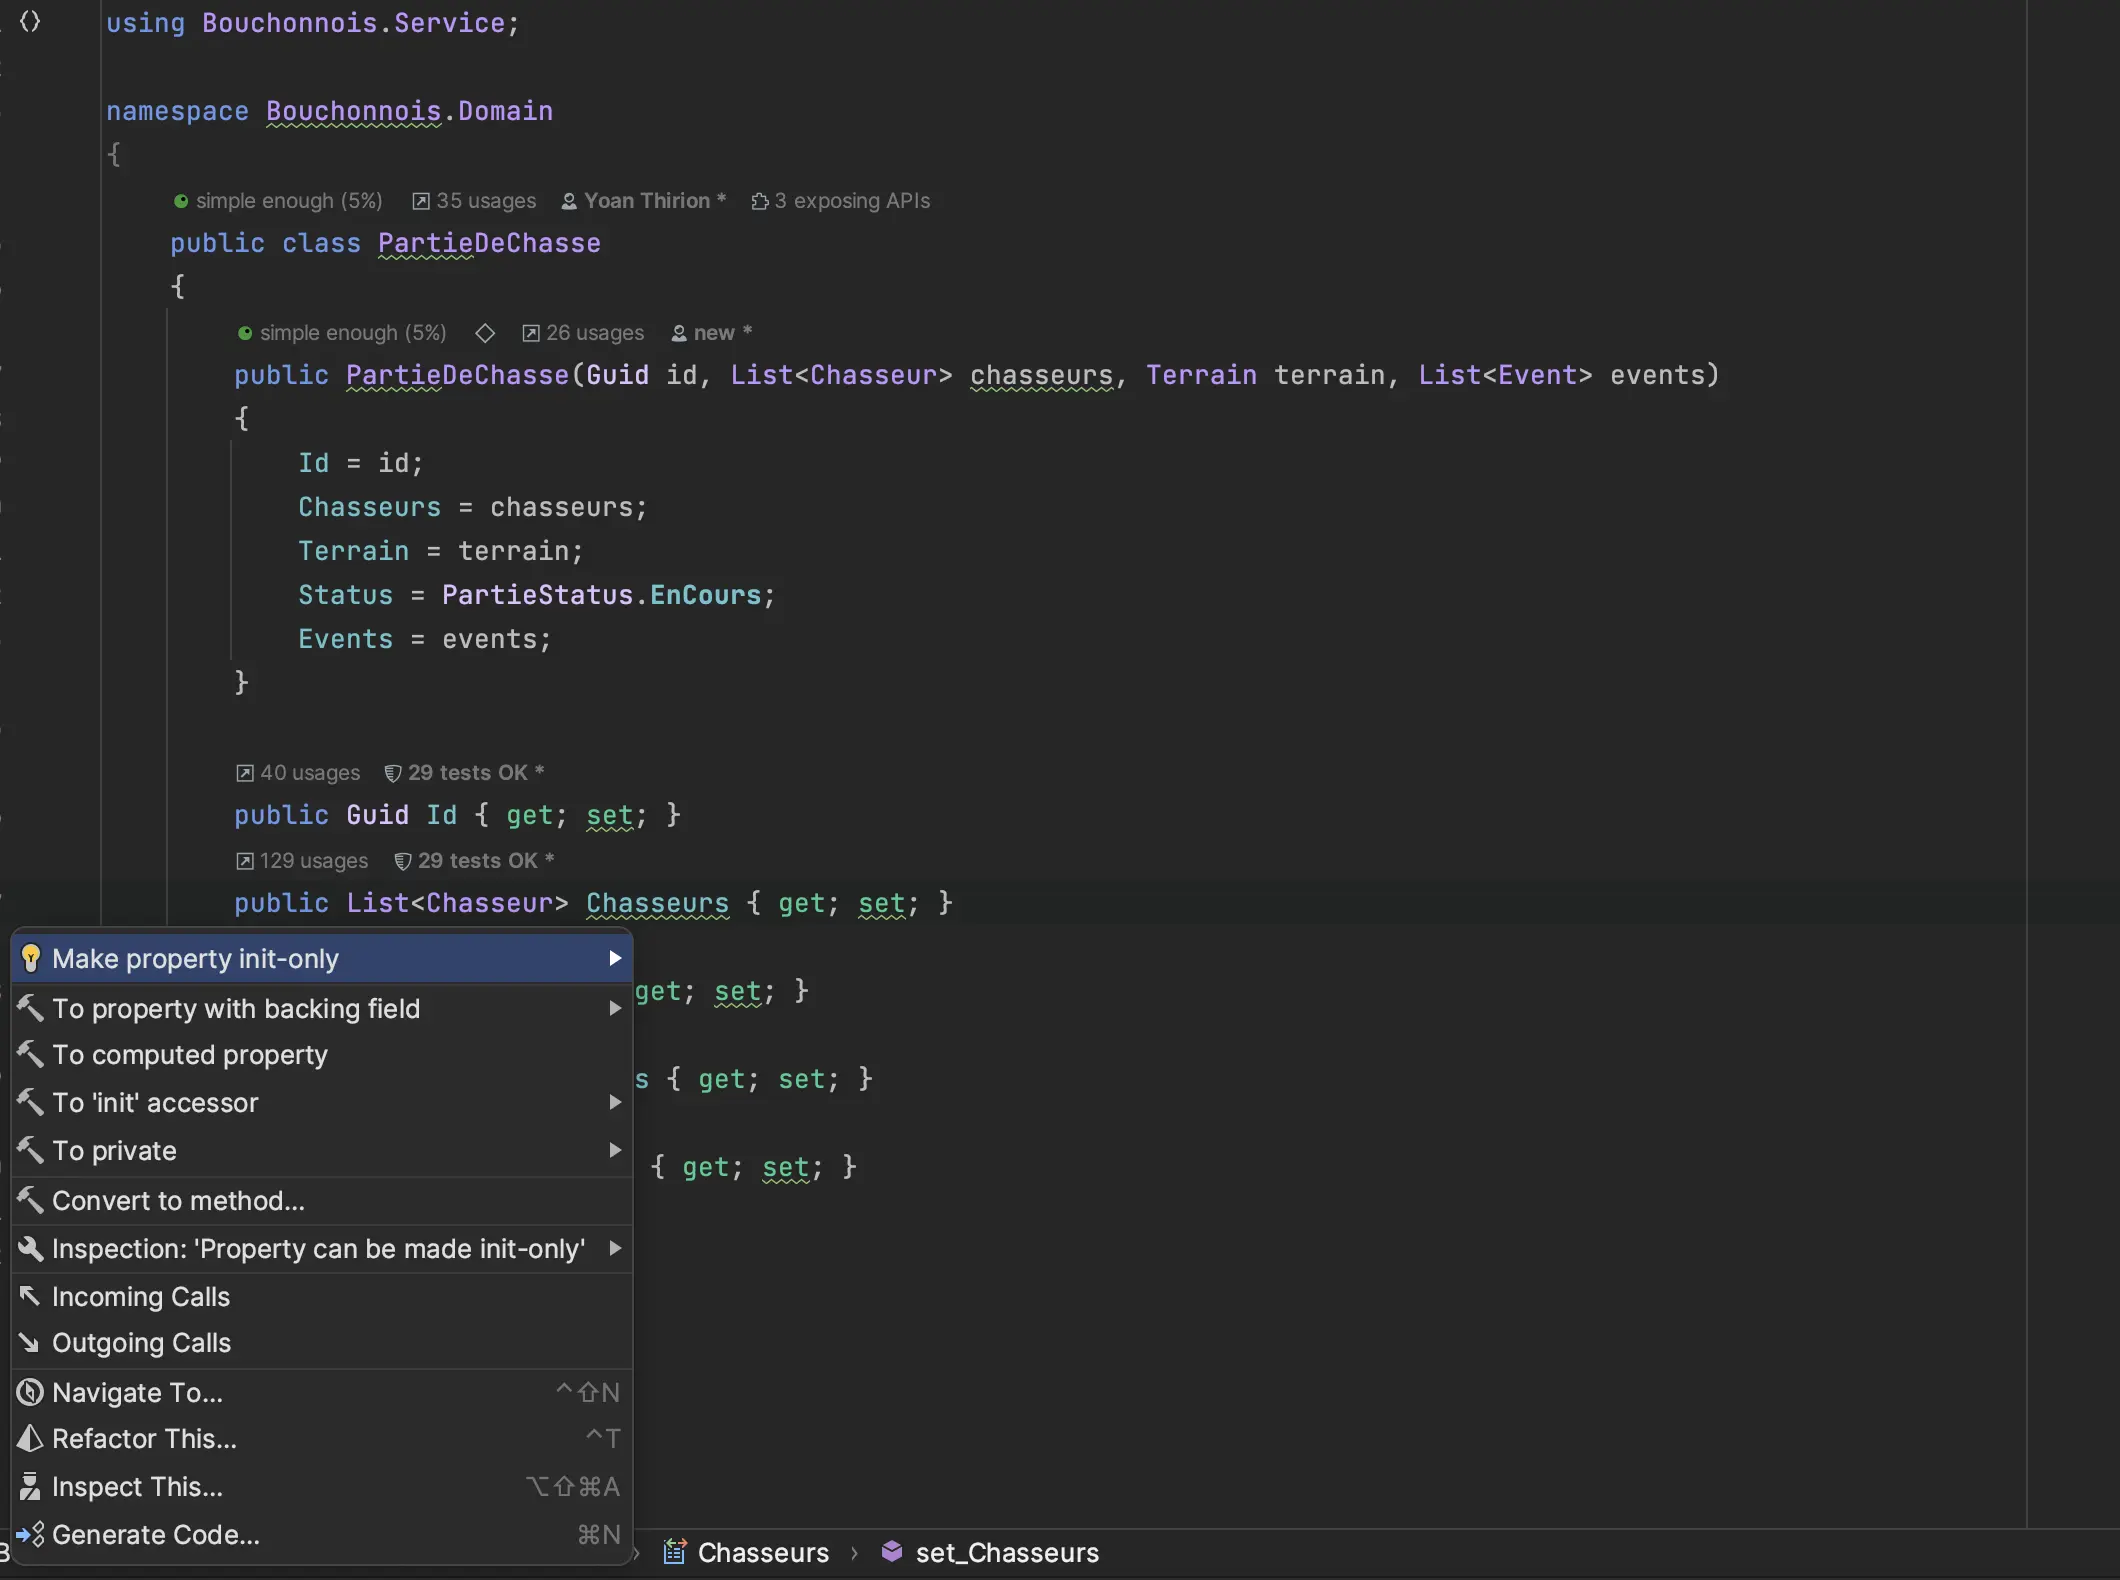 using Bouchonnois.Service;
namespace Bouchonnois.Domain
{
simple enough (5%) 35 usages Yoan Thirion * 3 exposing APIs
public class PartieDeChasse
{
simple enough (5%) 26 usages new *
public PartieDeChasse(Guid id, List<Chasseur> chasseurs, Terrain terrain, List<Event> events)
{
Id = id;
Chasseurs = chasseurs;
Terrain = terrain;
Status = PartieStatus.EnCours;
Events = events;
}
40 usages 29 tests OK *
public Guid Id { get; set; }
129 usages 29 tests OK *
public List<Chasseur> Chasseurs { get; set; }
get; set; }
s { get; set; }
{ get; set; }
Make property init-only
To property with backing field
To computed property
To 'init' accessor
To private
Convert to method...
Inspection: 'Property can be made init-only'
Incoming Calls
Outgoing Calls
Navigate To... ^⇧N
Refactor This... ^T
Inspect This... ⌥⇧⌘A
Generate Code... ⌘N
Chasseurs › set_Chasseurs